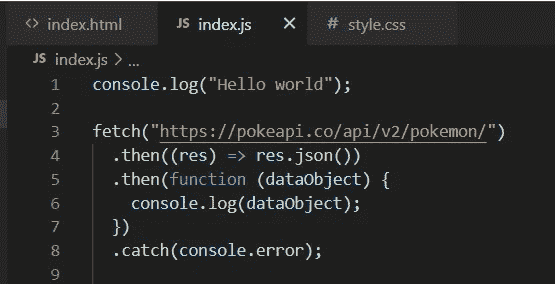 <> index.html JS index.js × # style.css
JS index.js > ...
1 console.log("Hello world");
2
3 fetch("https://pokeapi.co/api/v2/pokemon/")
4 .then((res) => res.json())
5 .then(function (dataObject) {
6 console.log(dataObject);
7 })
8 .catch(console.error);
9